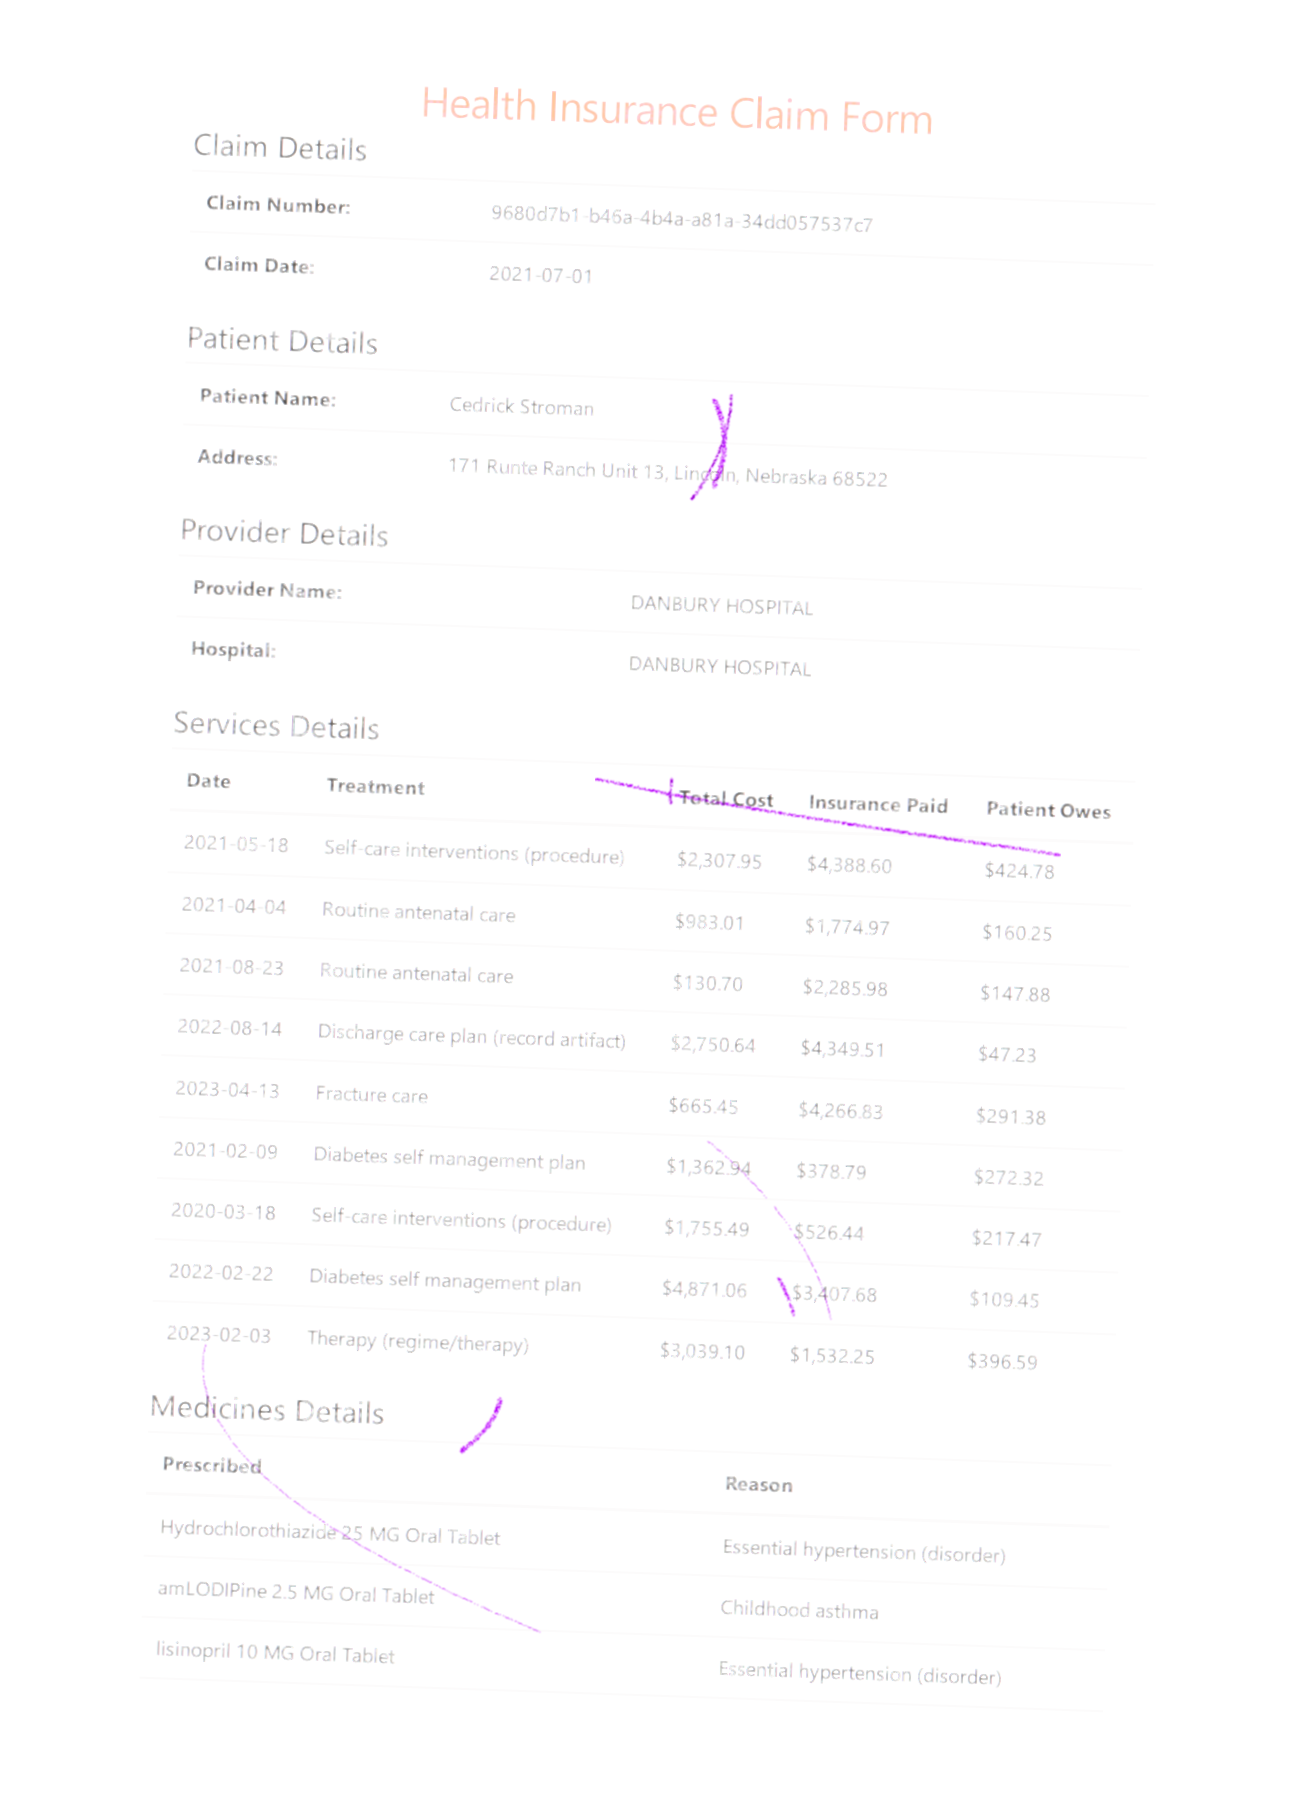 Health Insurance Claim Form
Claim Details
Claim Number: 9680d7b1-b46a-4b4a-a81a-34dd057537c7
Claim Date: 2021-07-01
Patient Details
Patient Name: Cedrick Stroman
Address: 171 Runte Ranch Unit 13, Lincoln, Nebraska 68522
Provider Details
Provider Name: DANBURY HOSPITAL
Hospital: DANBURY HOSPITAL
Services Details
Date Treatment Total Cost Insurance Paid Patient Owes
2021-05-18 Self-care interventions (procedure) $2,307.95 $4,388.60 $424.78
2021-04-04 Routine antenatal care $983.01 $1,774.97 $160.25
2021-08-23 Routine antenatal care $130.70 $2,285.98 $147.88
2022-08-14 Discharge care plan (record artifact) $2,750.64 $4,349.51 $47.23
2023-04-13 Fracture care $665.45 $4,266.83 $291.38
2021-02-09 Diabetes self management plan $1,362.94 $378.79 $272.32
2020-03-18 Self-care interventions (procedure) $1,755.49 $526.44 $217.47
2022-02-22 Diabetes self management plan $4,871.06 $3,407.68 $109.45
2023-02-03 Therapy (regime/therapy) $3,039.10 $1,532.25 $396.59
Medicines Details
Prescribed Reason
Hydrochlorothiazide 25 MG Oral Tablet Essential hypertension (disorder)
amLODIPine 2.5 MG Oral Tablet Childhood asthma
lisinopril 10 MG Oral Tablet Essential hypertension (disorder)